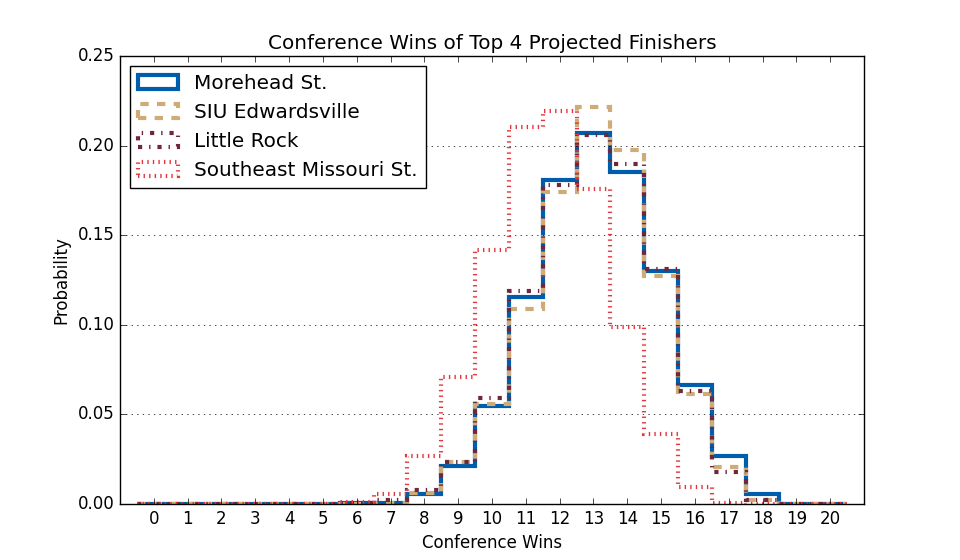 Conference Wins of Top 4 Projected Finishers
0.25
0.20
0.15
0.10
0.05
0.00
Probability
Morehead St.
SIU Edwardsville
Little Rock
Southeast Missouri St.
0 1 2 3 4 5 6 7 8 9 10 11 12 13 14 15 16 17 18 19 20
Conference Wins